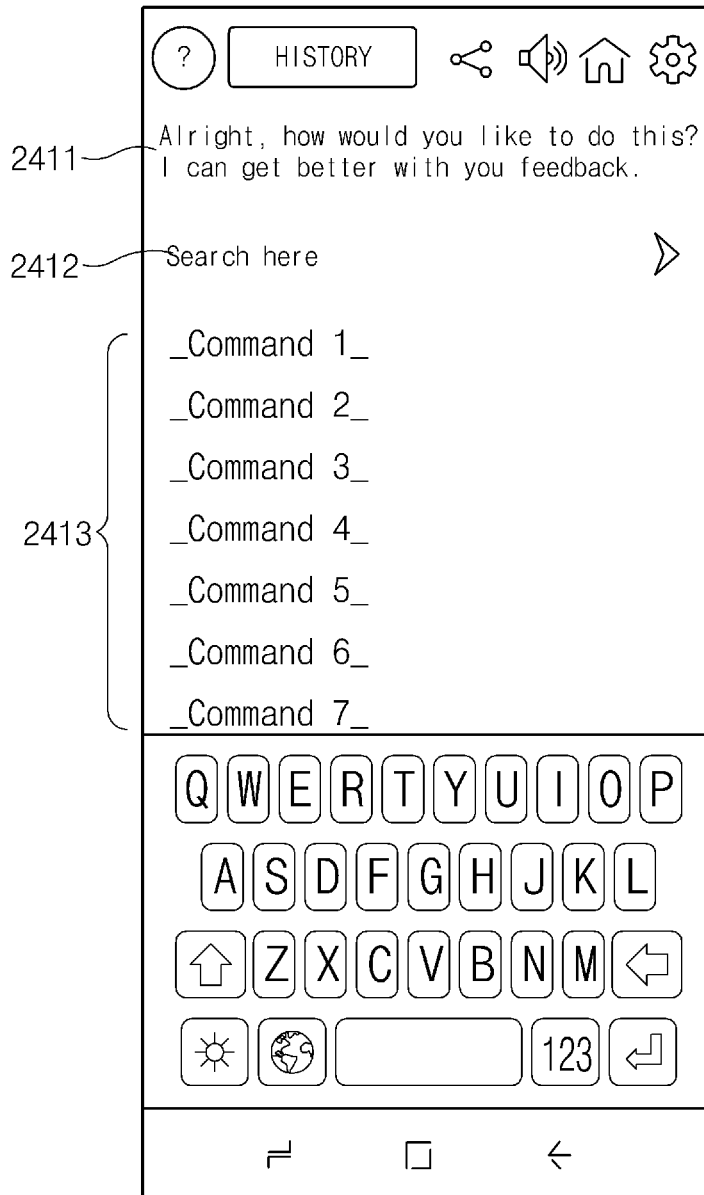 ? HISTORY
2411
Alright, how would you like to do this?
I can get better with you feedback.
2412
Search here
2413
_Command 1_
_Command 2_
_Command 3_
_Command 4_
_Command 5_
_Command 6_
_Command 7_
Q W E R T Y U I O P
A S D F G H J K L
Z X C V B N M
123